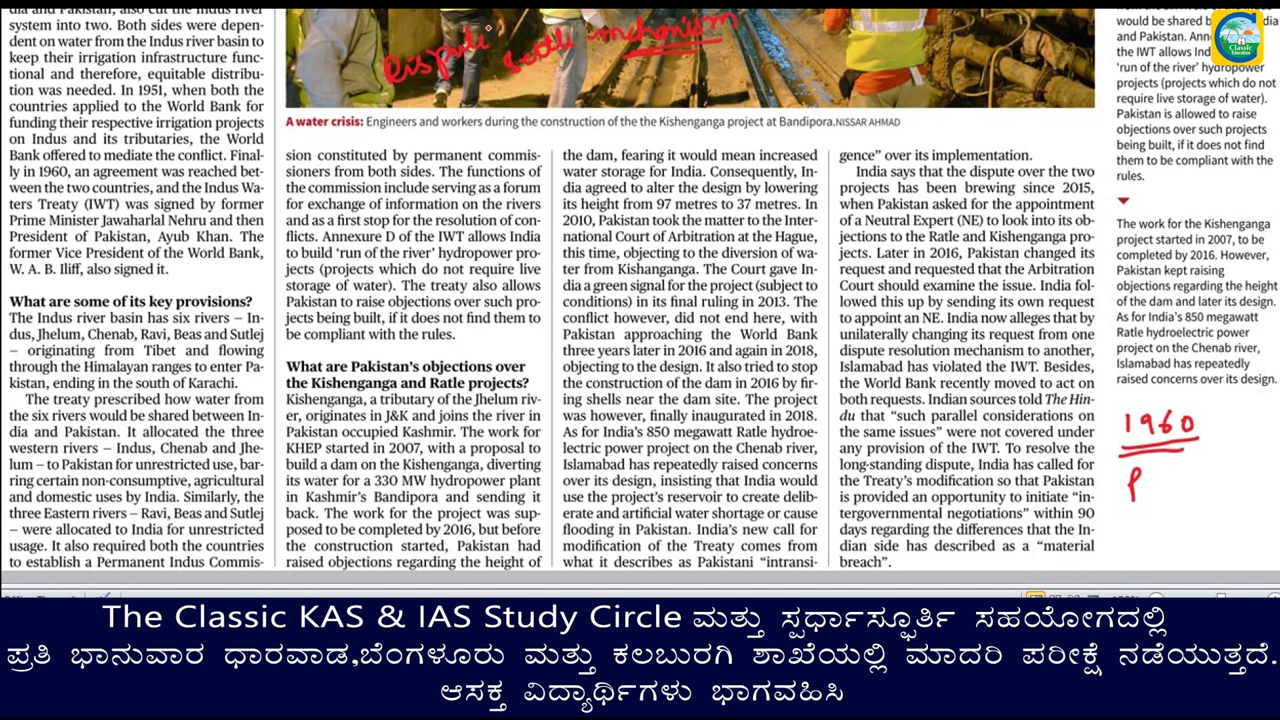 dia and Pakistan, also cut the Indus river
system into two. Both sides were depen-
dent on water from the Indus river basin to
keep their irrigation infrastructure func-
tional and therefore, equitable distribu-
tion was needed. In 1951, when both the
countries applied to the World Bank for
funding their respective irrigation projects
on Indus and its tributaries, the World
Bank offered to mediate the conflict. Final-
ly in 1960, an agreement was reached bet-
ween the two countries, and the Indus Wa-
ters Treaty (IWT) was signed by former
Prime Minister Jawaharlal Nehru and then
President of Pakistan, Ayub Khan. The
former Vice President of the World Bank,
W. A. B. Iliff, also signed it.
What are some of its key provisions?
The Indus river basin has six rivers – In-
dus, Jhelum, Chenab, Ravi, Beas and Sutlej
– originating from Tibet and flowing
through the Himalayan ranges to enter Pa-
kistan, ending in the south of Karachi.
The treaty prescribed how water from
the six rivers would be shared between In-
dia and Pakistan. It allocated the three
western rivers – Indus, Chenab and Jhe-
lum – to Pakistan for unrestricted use, bar-
ring certain non-consumptive, agricultural
and domestic uses by India. Similarly, the
three Eastern rivers – Ravi, Beas and Sutlej
– were allocated to India for unrestricted
usage. It also required both the countries
to establish a Permanent Indus Commis-
Dispute settle mechanism
A water crisis: Engineers and workers during the construction of the the Kishenganga project at Bandipora.NISSAR AHMAD
sion constituted by permanent commis-
sioners from both sides. The functions of
the commission include serving as a forum
for exchange of information on the rivers
and as a first stop for the resolution of con-
flicts. Annexure D of the IWT allows India
to build ‘run of the river’ hydropower pro-
jects (projects which do not require live
storage of water). The treaty also allows
Pakistan to raise objections over such pro-
jects being built, if it does not find them to
be compliant with the rules.
What are Pakistan’s objections over
the Kishenganga and Ratle projects?
Kishenganga, a tributary of the Jhelum riv-
er, originates in J&K and joins the river in
Pakistan occupied Kashmir. The work for
KHEP started in 2007, with a proposal to
build a dam on the Kishenganga, diverting
its water for a 330 MW hydropower plant
in Kashmir’s Bandipora and sending it
back. The work for the project was sup-
posed to be completed by 2016, but before
the construction started, Pakistan had
raised objections regarding the height of
the dam, fearing it would mean increased
water storage for India. Consequently, In-
dia agreed to alter the design by lowering
its height from 97 metres to 37 metres. In
2010, Pakistan took the matter to the Inter-
national Court of Arbitration at the Hague,
this time, objecting to the diversion of wa-
ter from Kishanganga. The Court gave In-
dia a green signal for the project (subject to
conditions) in its final ruling in 2013. The
conflict however, did not end here, with
Pakistan approaching the World Bank
three years later in 2016 and again in 2018,
objecting to the design. It also tried to stop
the construction of the dam in 2016 by fir-
ing shells near the dam site. The project
was however, finally inaugurated in 2018.
As for India’s 850 megawatt Ratle hydroe-
lectric power project on the Chenab river,
Islamabad has repeatedly raised concerns
over its design, insisting that India would
use the project’s reservoir to create delib-
erate and artificial water shortage or cause
flooding in Pakistan. India’s new call for
modification of the Treaty comes from
what it describes as Pakistani “intransi-
gence” over its implementation.
India says that the dispute over the two
projects has been brewing since 2015,
when Pakistan asked for the appointment
of a Neutral Expert (NE) to look into its ob-
jections to the Ratle and Kishenganga pro-
jects. Later in 2016, Pakistan changed its
request and requested that the Arbitration
Court should examine the issue. India fol-
lowed this up by sending its own request
to appoint an NE. India now alleges that by
unilaterally changing its request from one
dispute resolution mechanism to another,
Islamabad has violated the IWT. Besides,
the World Bank recently moved to act on
both requests. Indian sources told The Hin-
du that “such parallel considerations on
the same issues” were not covered under
any provision of the IWT. To resolve the
long-standing dispute, India has called for
the Treaty’s modification so that Pakistan
is provided an opportunity to initiate “in-
tergovernmental negotiations” within 90
days regarding the differences that the In-
dian side has described as a “material
breach”.
would be shared b
and Pakistan. Ann
the IWT allows Ind
‘run of the river’ hydropower
projects (projects which do not
require live storage of water).
Pakistan is allowed to raise
objections over such projects
being built, if it does not find
them to be compliant with the
rules.
The work for the Kishenganga
project started in 2007, to be
completed by 2016. However,
Pakistan kept raising
objections regarding the height
of the dam and later its design.
As for India’s 850 megawatt
Ratle hydroelectric power
project on the Chenab river,
Islamabad has repeatedly
raised concerns over its design.
1960
P
Classic
Education
The Classic KAS & IAS Study Circle ಮತ್ತು ಸ್ಪರ್ಧಾಸ್ಫೂರ್ತಿ ಸಹಯೋಗದಲ್ಲಿ
ಪ್ರತಿ ಭಾನುವಾರ ಧಾರವಾಡ,ಬೆಂಗಳೂರು ಮತ್ತು ಕಲಬುರಗಿ ಶಾಖೆಯಲ್ಲಿ ಮಾದರಿ ಪರೀಕ್ಷೆ ನಡೆಯುತ್ತದೆ.
ಆಸಕ್ತ ವಿದ್ಯಾರ್ಥಿಗಳು ಭಾಗವಹಿಸಿ